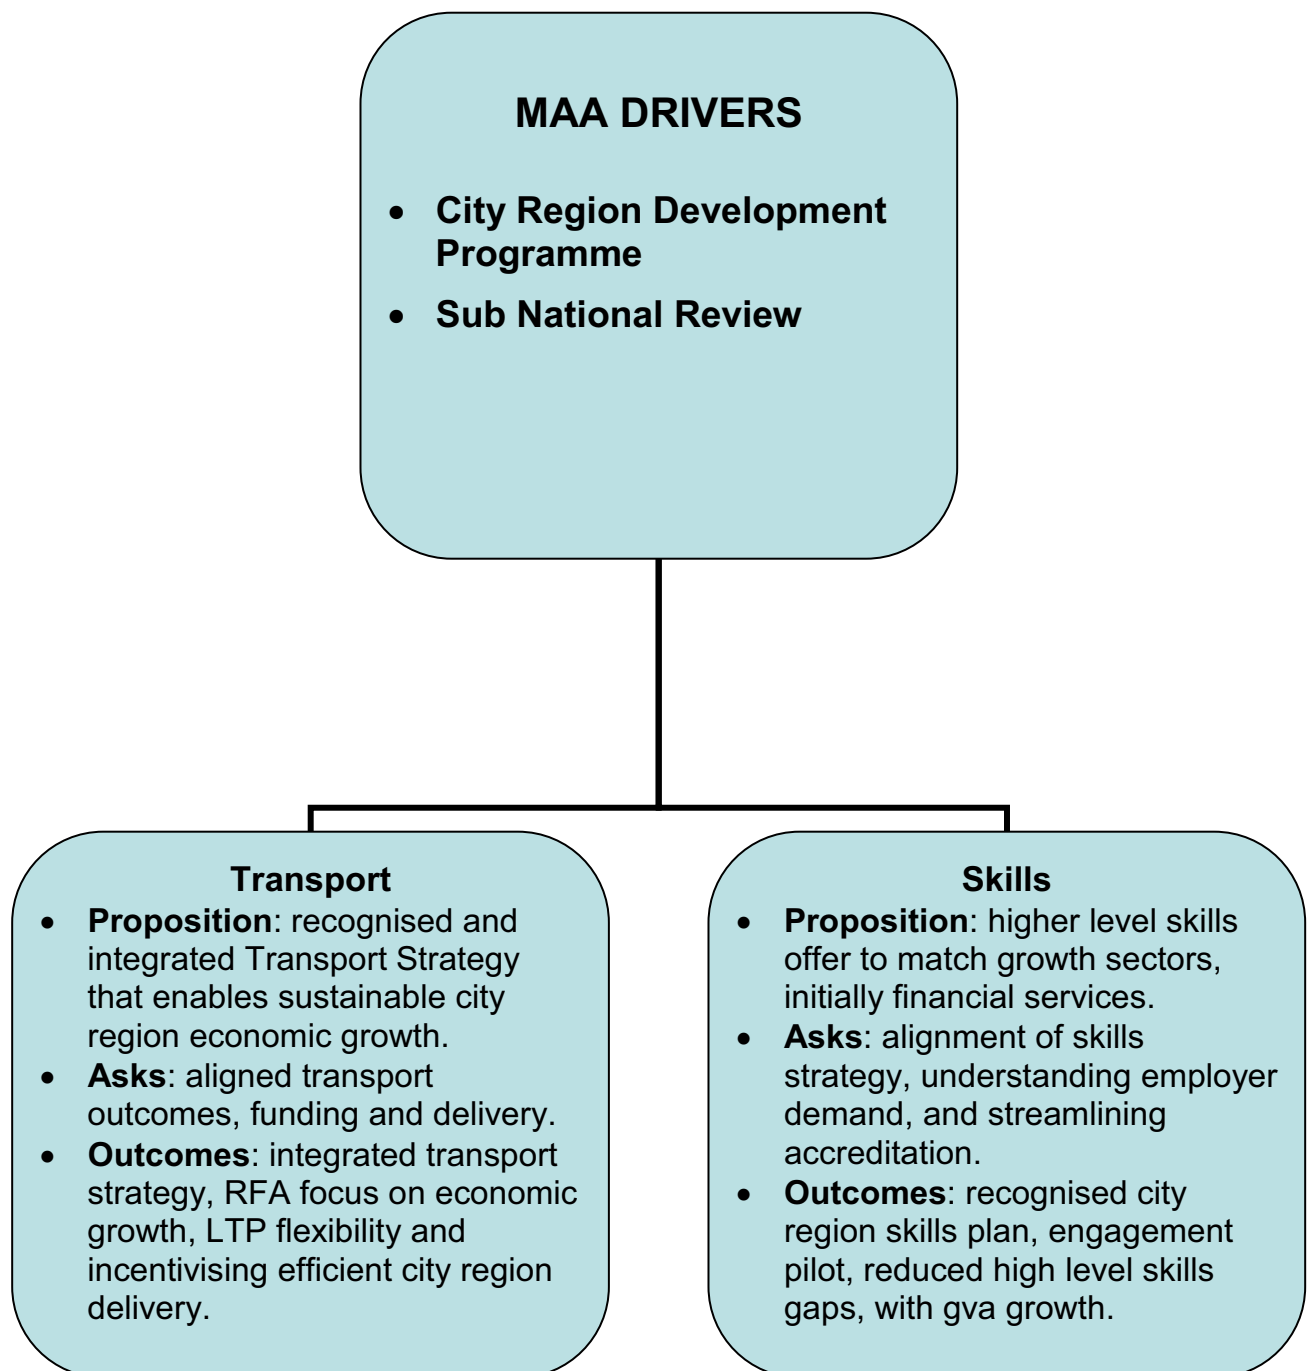 MAA DRIVERS
• City Region Development
Programme
• Sub National Review
Transport
• Proposition: recognised and
integrated Transport Strategy
that enables sustainable city
region economic growth.
• Asks: aligned transport
outcomes, funding and delivery.
• Outcomes: integrated transport
strategy, RFA focus on economic
growth, LTP flexibility and
incentivising efficient city region
delivery.
Skills
• Proposition: higher level skills
offer to match growth sectors,
initially financial services.
• Asks: alignment of skills
strategy, understanding employer
demand, and streamlining
accreditation.
• Outcomes: recognised city
region skills plan, engagement
pilot, reduced high level skills
gaps, with gva growth.